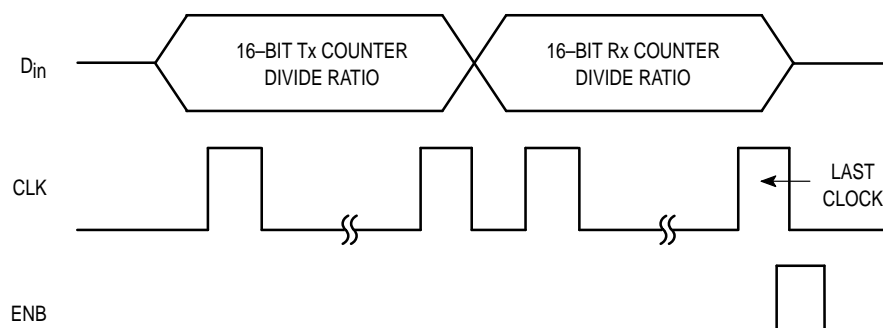 16–BIT Tx COUNTER
DIVIDE RATIO
16–BIT Rx COUNTER
DIVIDE RATIO
Din
CLK
LAST
CLOCK
ENB